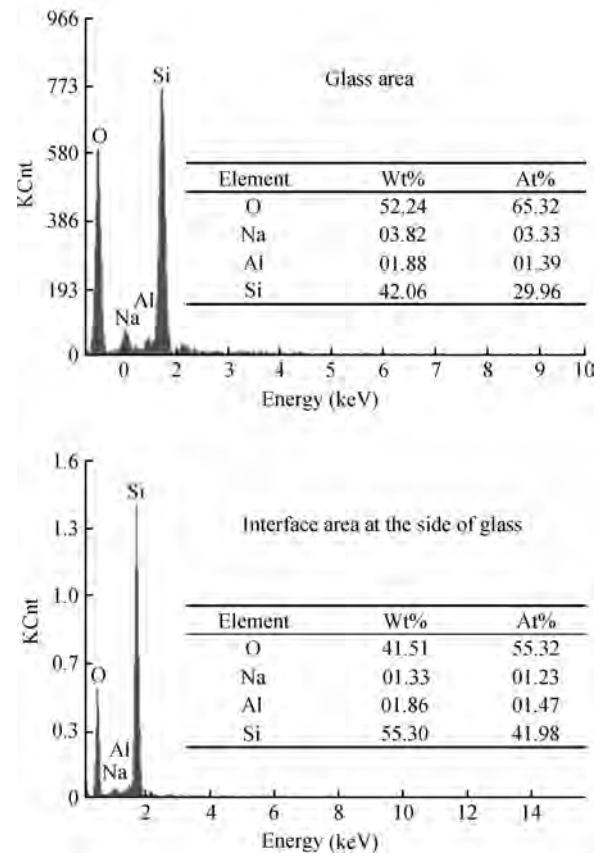 966
773
580
386
193
0
KCnt
O
Na
Al
Si
Glass area
Element Wt% At%
O 52.24 65.32
Na 03.82 03.33
Al 01.88 01.39
Si 42.06 29.96
0 2 4 5 6 7 8 9 10
Energy (keV)
1.6
1.3
1.0
0.7
0.3
0
KCnt
O
Al
Na
Si
Interface area at the side of glass
Element Wt% At%
O 41.51 55.32
Na 01.33 01.23
Al 01.86 01.47
Si 55.30 41.98
2 4 6 8 10 12 14
Energy (keV)